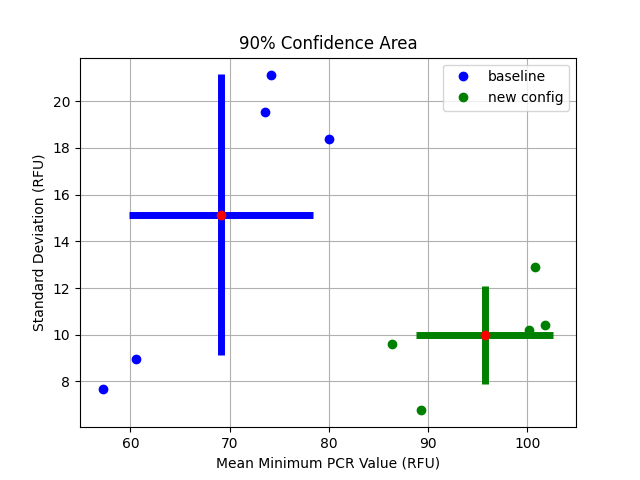 90% Confidence Area
baseline
new config
Standard Deviation (RFU)
20
18
16
14
12
10
8
60 70 80 90 100
Mean Minimum PCR Value (RFU)